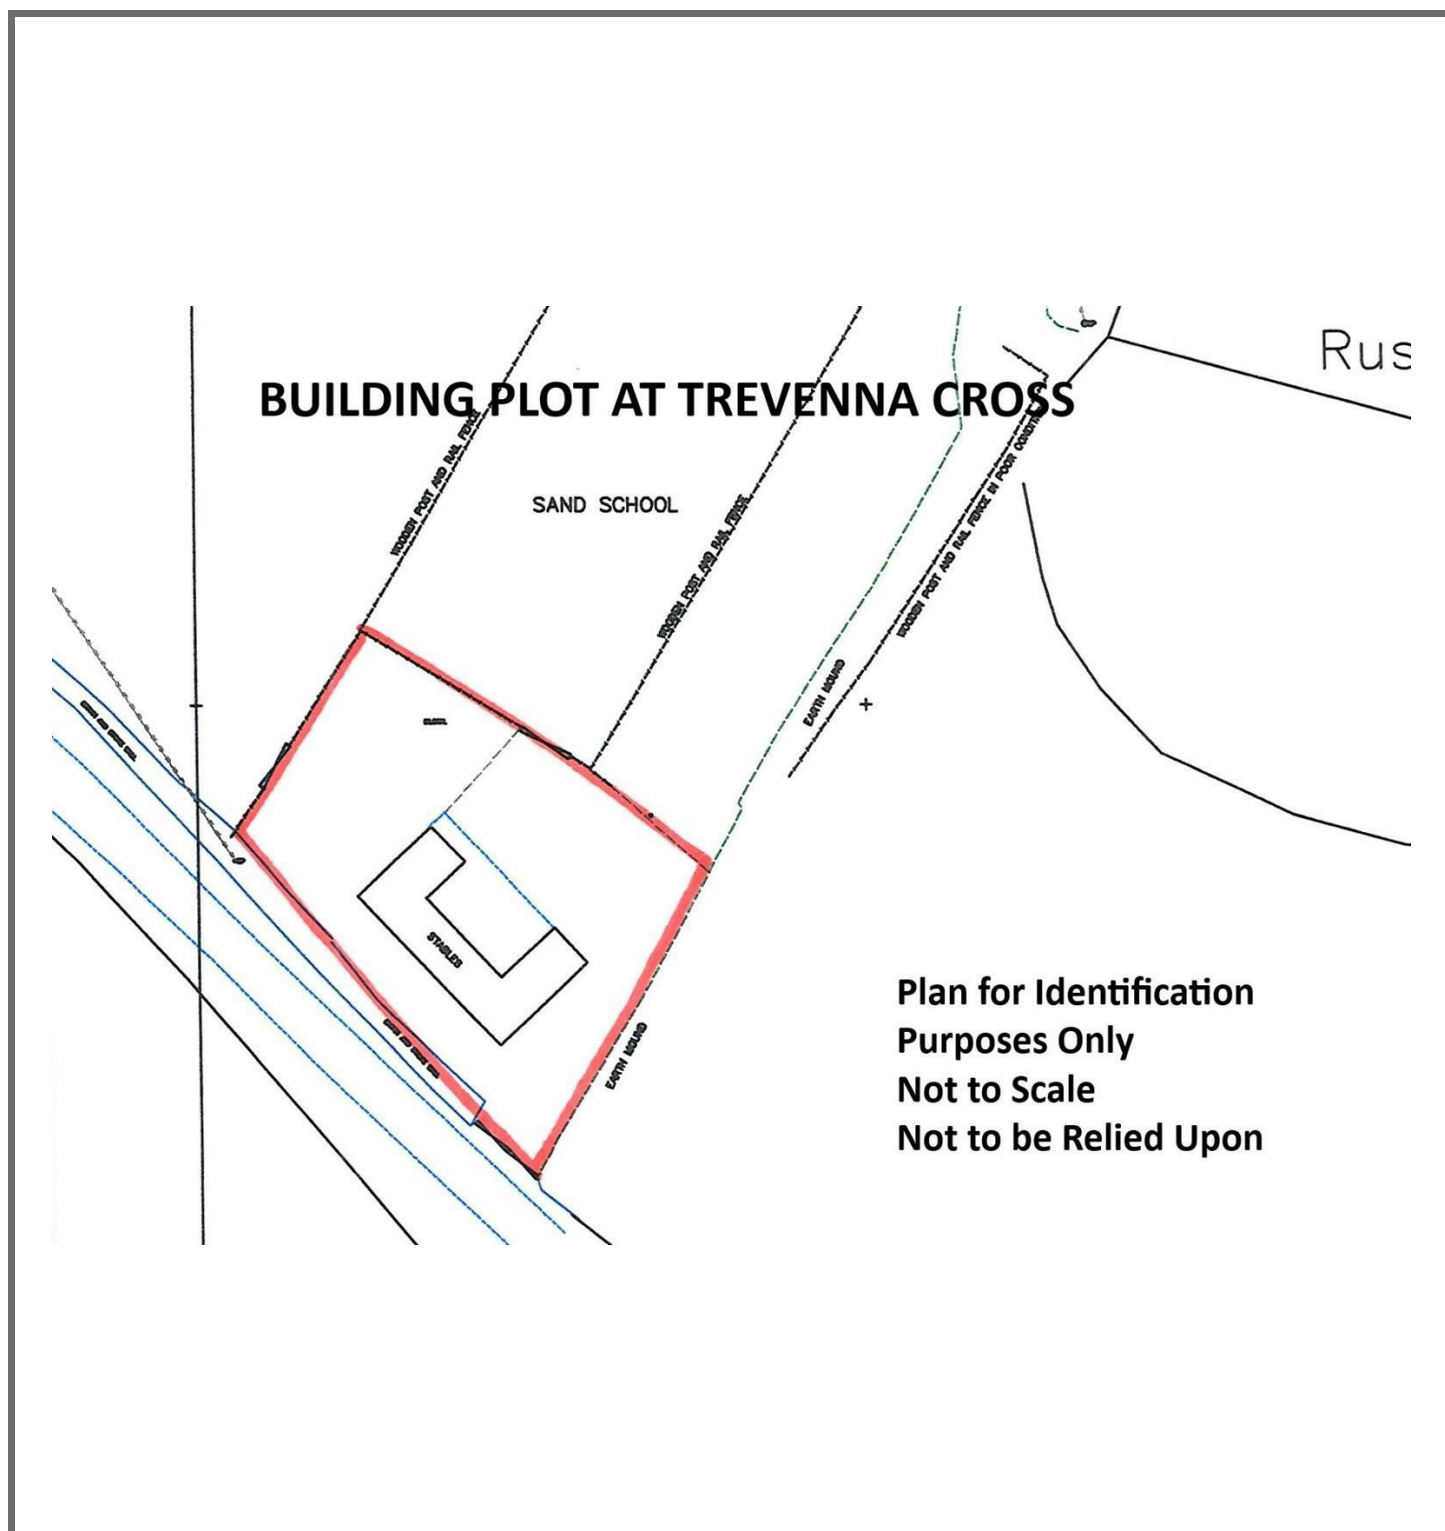 Rus
BUILDING PLOT AT TREVENNA CROSS
WOODEN POST AND RAIL FENCE
SAND SCHOOL
WOODEN POST AND RAIL FENCE
WOODEN POST AND RAIL FENCE IN POOR CONDITI
EARTH MOUND
STABLES
EARTH MOUND
Plan for Identification
Purposes Only
Not to Scale
Not to be Relied Upon